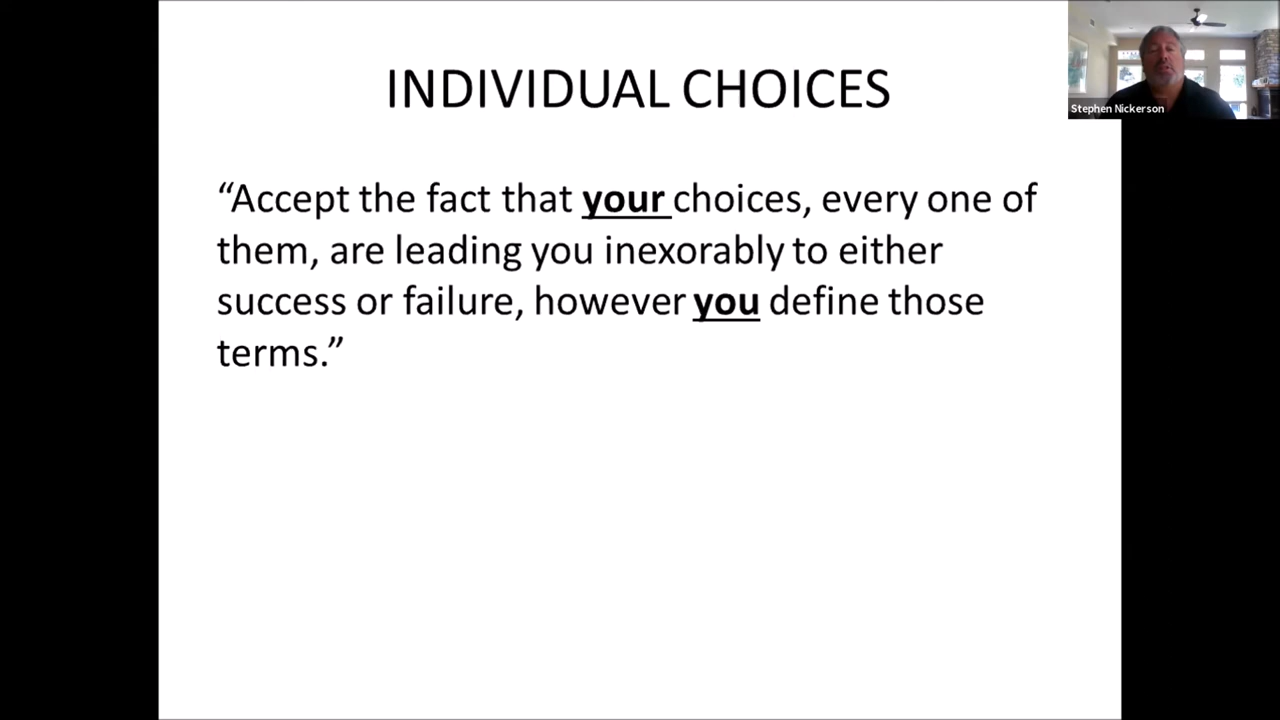 INDIVIDUAL CHOICES
Stephen Nickerson
“Accept the fact that your choices, every one of
them, are leading you inexorably to either
success or failure, however you define those
terms.”